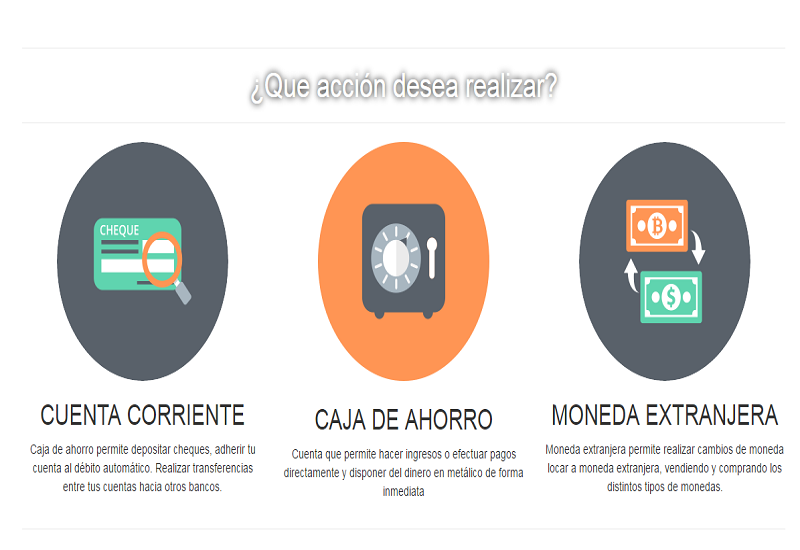 ¿Que acción desea realizar?
CHEQUE
CUENTA CORRIENTE
Caja de ahorro permite depositar cheques, adherir tu
cuenta al débito automático. Realizar transferencias
entre tus cuentas hacia otros bancos.
CAJA DE AHORRO
Cuenta que permite hacer ingresos o efectuar pagos
directamente y disponer del dinero en metálico de forma
inmediata
MONEDA EXTRANJERA
Moneda extranjera permite realizar cambios de moneda
locar a moneda extranjera, vendiendo y comprando los
distintos tipos de monedas.